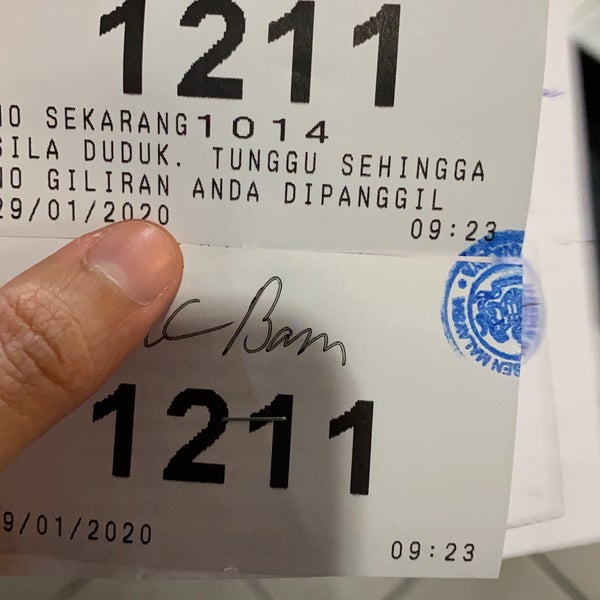 1211
NO SEKARANG 1014
SILA DUDUK. TUNGGU SEHINGGA
NO GILIRAN ANDA DIPANGGIL
29/01/2020 09:23
1211
9/01/2020 09:23